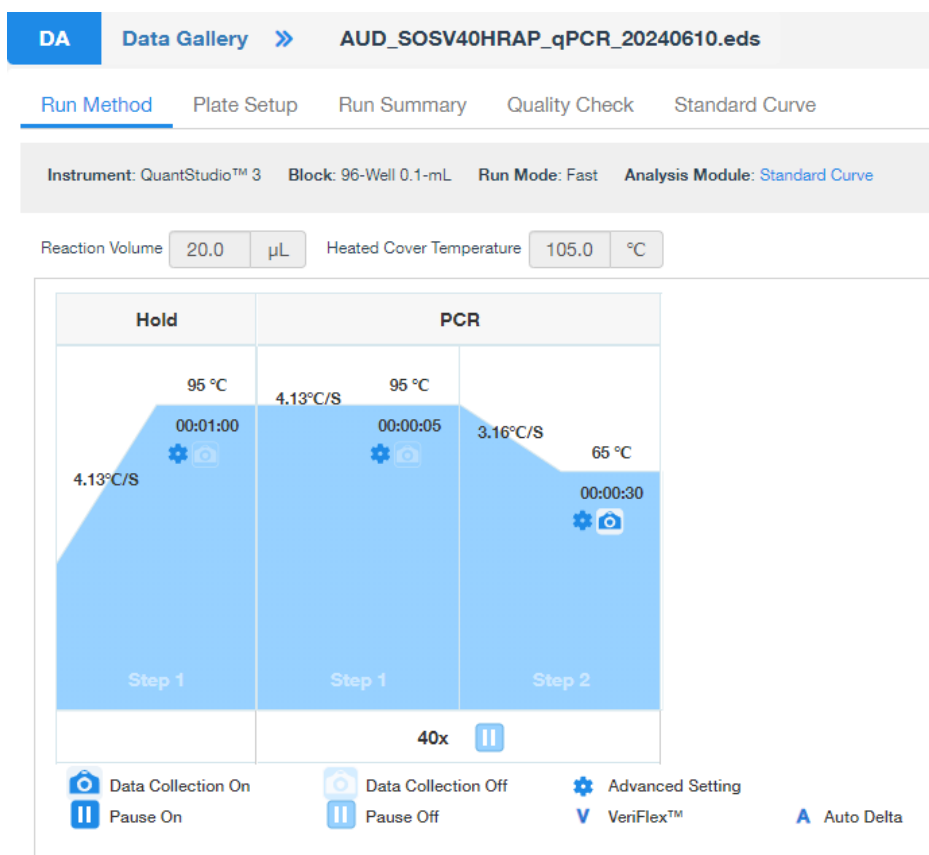 DA Data Gallery » AUD_SOSV40HRAP_qPCR_20240610.eds
Run Method Plate Setup Run Summary Quality Check Standard Curve
Instrument: QuantStudio™ 3 Block: 96-Well 0.1-mL Run Mode: Fast Analysis Module: Standard Curve
Reaction Volume 20.0 µL Heated Cover Temperature 105.0 °C
Hold PCR
95 °C 95 °C
4.13°C/S
00:01:00 00:00:05
3.16°C/S
65 °C
4.13°C/S
00:00:30
Step 1 Step 1 Step 2
40x
Data Collection On Data Collection Off Advanced Setting
Pause On Pause Off V VeriFlex™ A Auto Delta